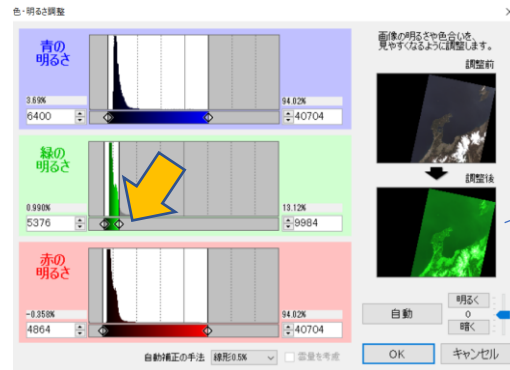 色・明るさ調整
青の
明るさ
3.69%
94.02%
6400
40704
緑の
明るさ
0.990%
13.12%
5376
9984
赤の
明るさ
-0.358%
94.02%
4864
40704
自動補正の手法
線形0.5%
雲量を考慮
画像の明るさや色合いを、
見やすくなるように調整します。
調整前
調整後
自動
明るく
0
暗く
OK
キャンセル